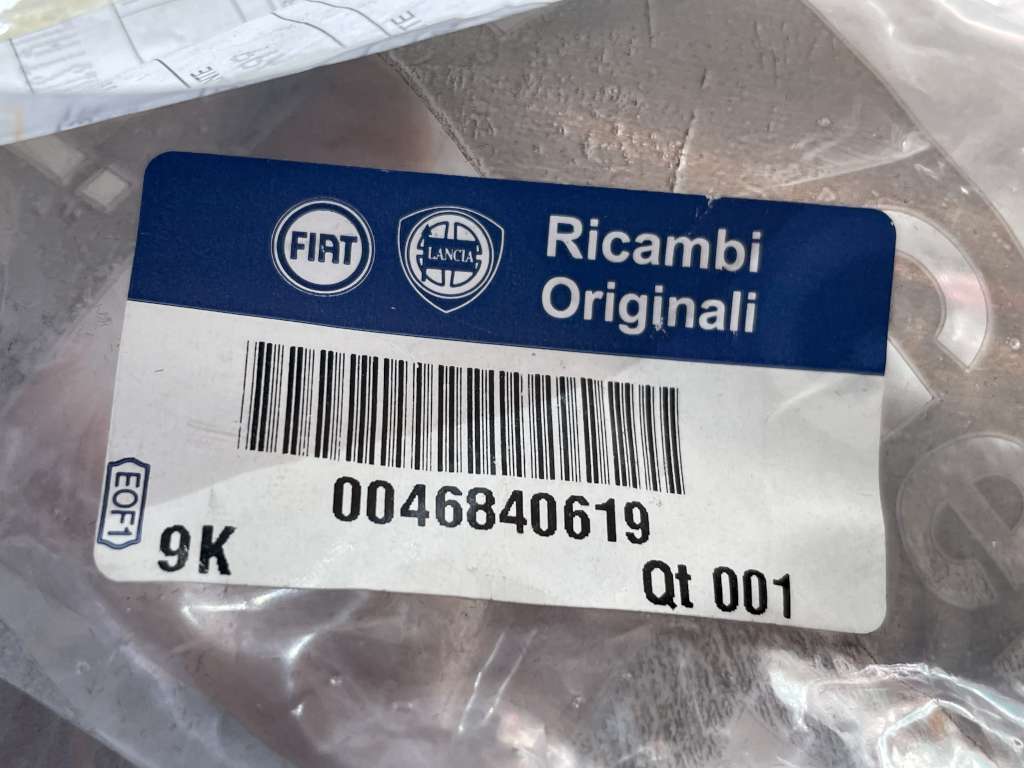 FIAT
LANCIA
Ricambi
Originali
0046840619
EOF1
9K
Qt 001